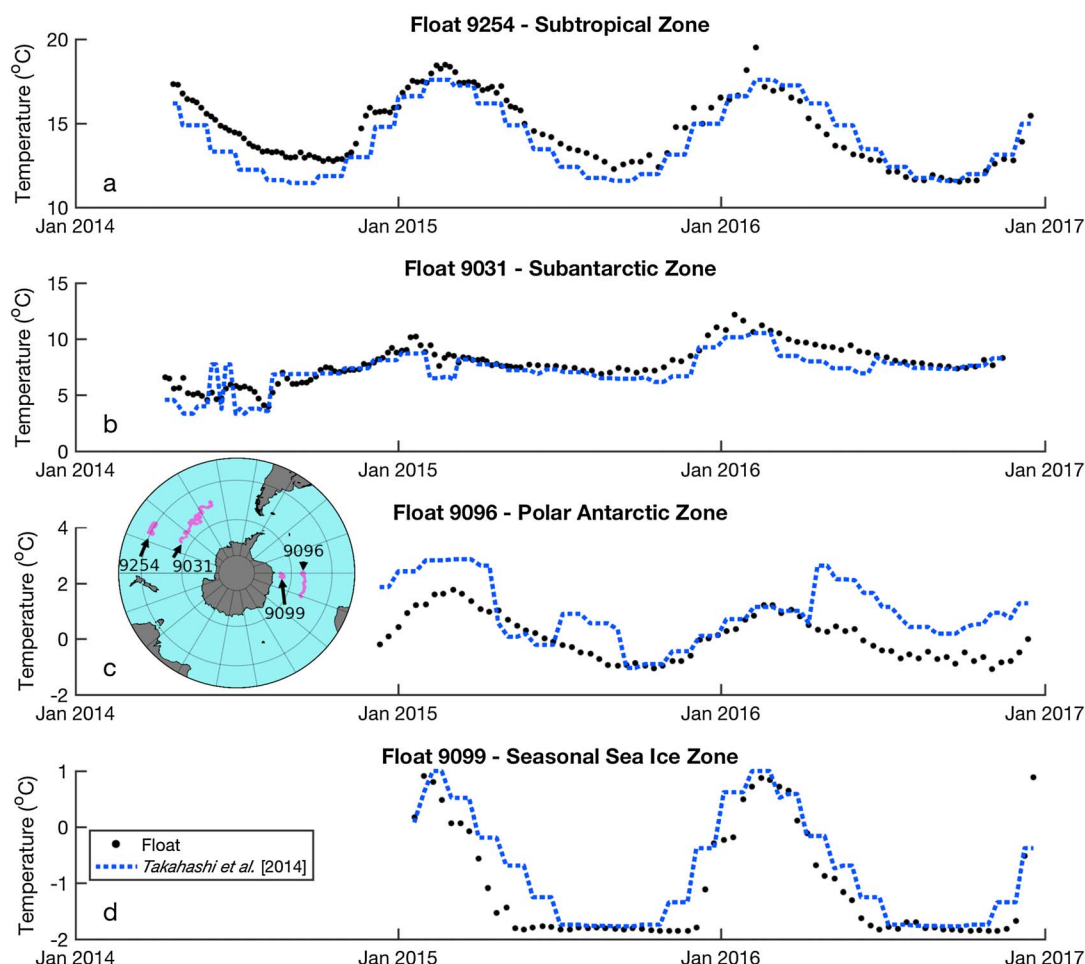 Float 9254 - Subtropical Zone
Temperature (°C)
20
15
10
a
Jan 2014 Jan 2015 Jan 2016 Jan 2017
Float 9031 - Subantarctic Zone
Temperature (°C)
15
10
5
0
b
Jan 2014 Jan 2015 Jan 2016 Jan 2017
9254 9031 9096
9099
Float 9096 - Polar Antarctic Zone
Temperature (°C)
4
2
0
-2
c
Jan 2014 Jan 2015 Jan 2016 Jan 2017
Float 9099 - Seasonal Sea Ice Zone
Temperature (°C)
1
0
-1
-2
Float
Takahashi et al. [2014]
d
Jan 2014 Jan 2015 Jan 2016 Jan 2017